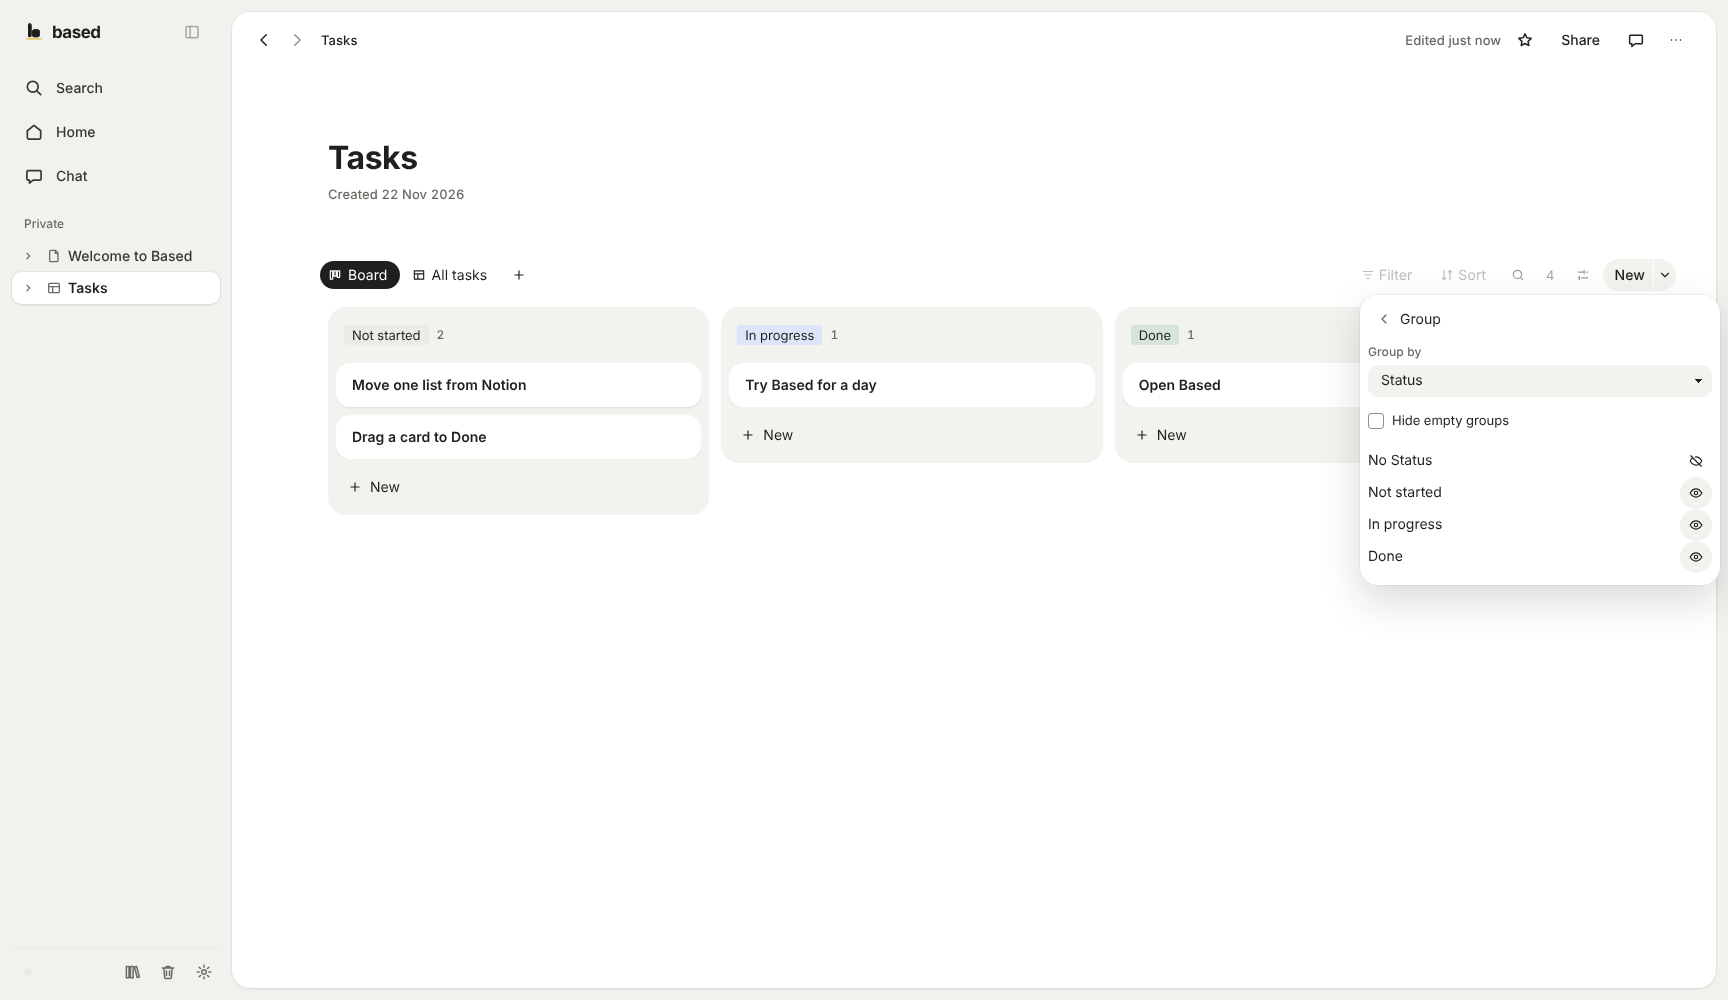 based
Search
Home
Chat
Private
Welcome to Based
Tasks
Tasks
Edited just now
Share
Tasks
Created 22 Nov 2026
Board
All tasks
Filter
Sort
4
New
Not started 2
Move one list from Notion
Drag a card to Done
New
In progress 1
Try Based for a day
New
Done 1
Open Based
New
Group
Group by
Status
Hide empty groups
No Status
Not started
In progress
Done